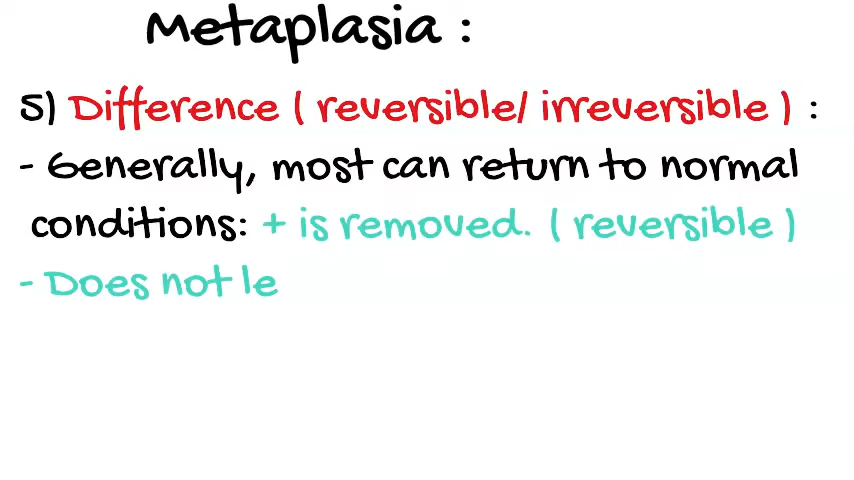 Metaplasia :
5) Difference ( reversible/ irreversible ) :
- Generally, most can return to normal
conditions: + is removed. ( reversible )
- Does not le